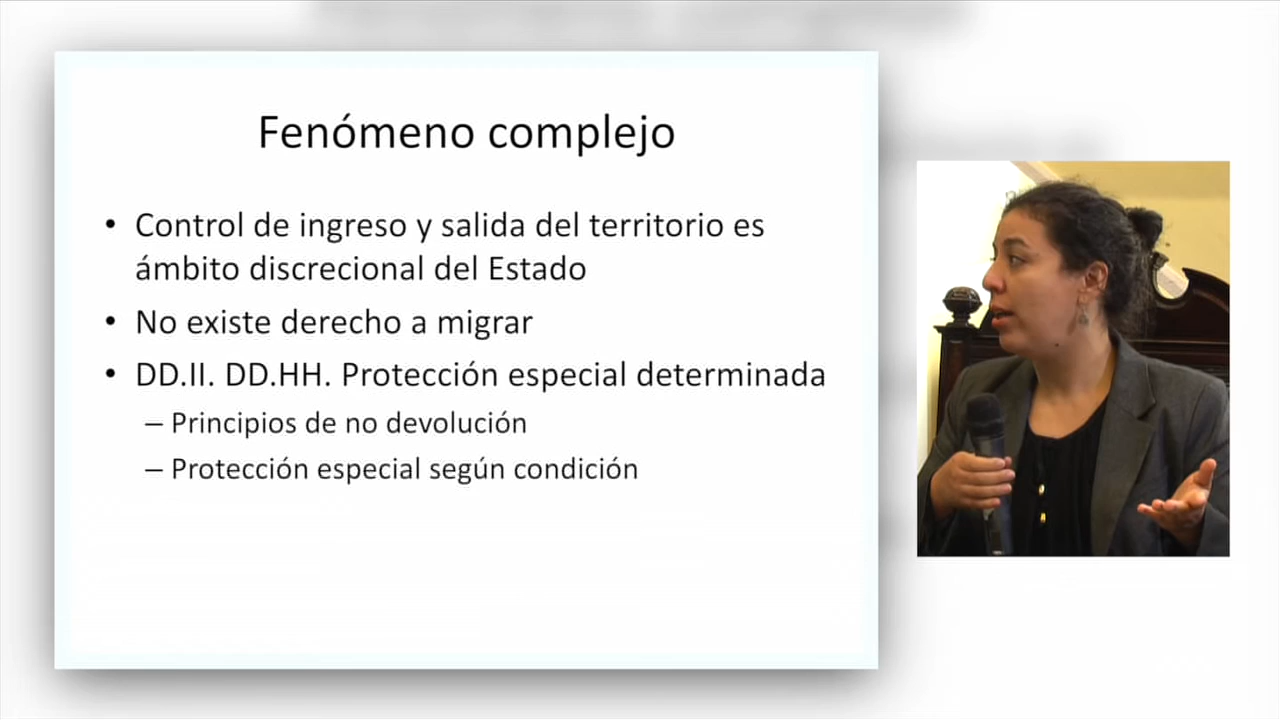 Fenómeno complejo
• Control de ingreso y salida del territorio es
ámbito discrecional del Estado
• No existe derecho a migrar
• DD.II. DD.HH. Protección especial determinada
– Principios de no devolución
– Protección especial según condición